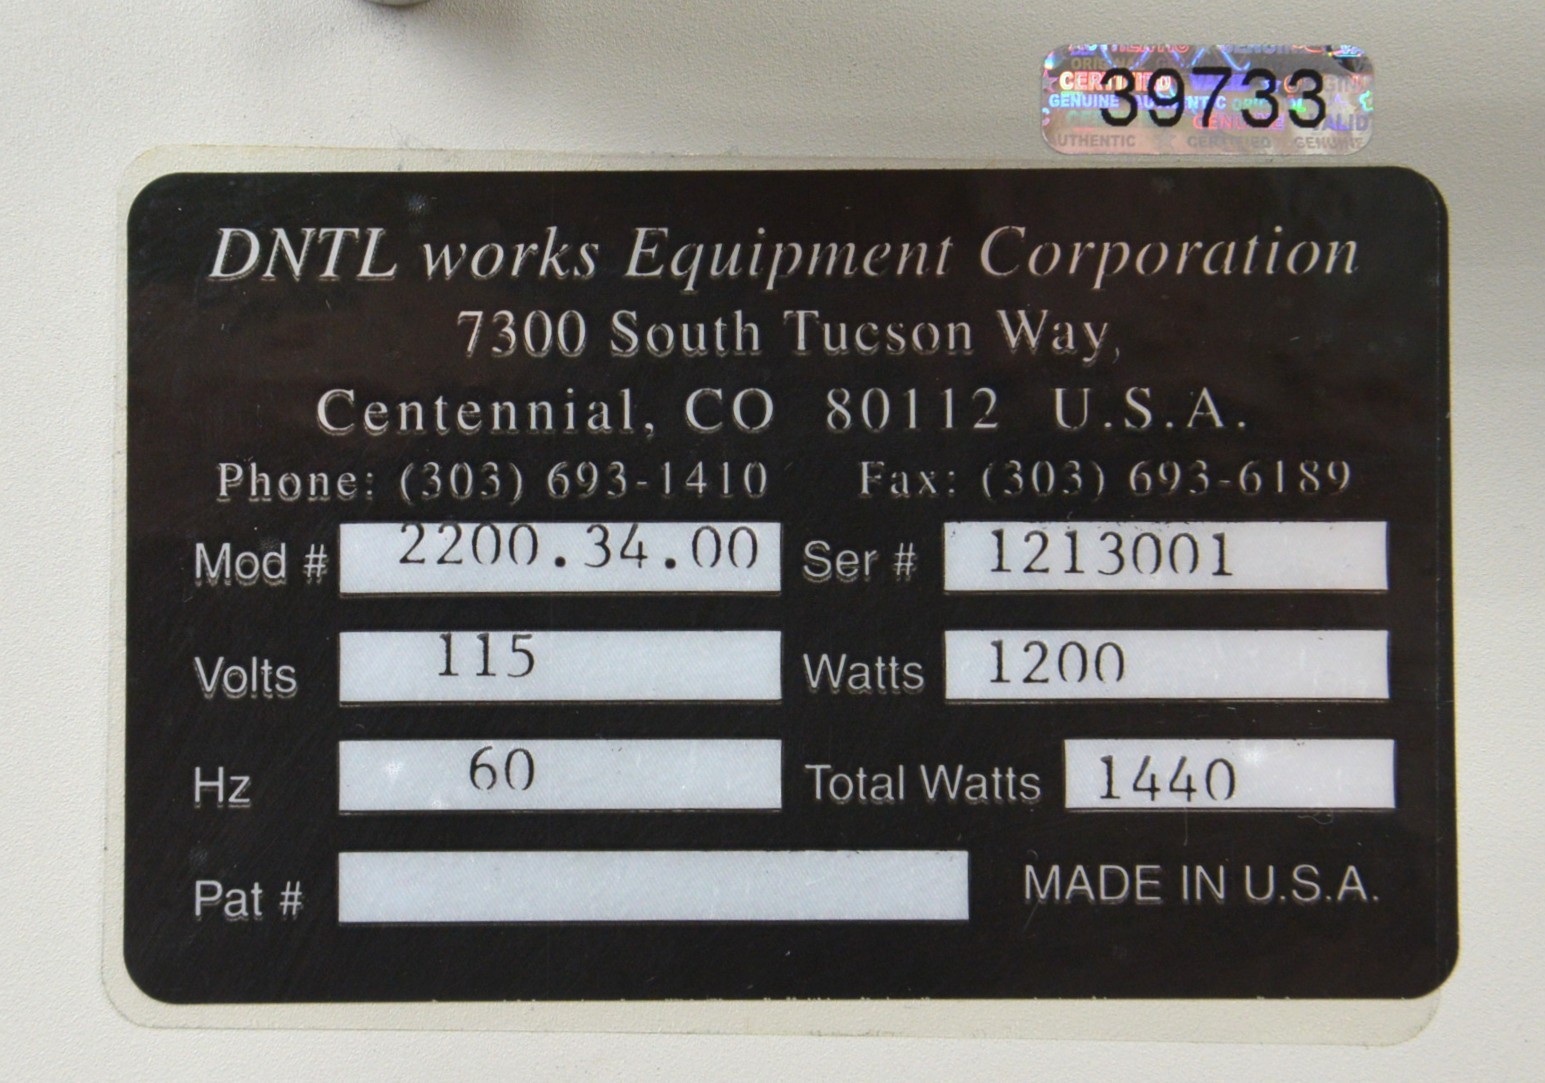 39733
DNTL works Equipment Corporation
7300 South Tucson Way,
Centennial, CO 80112 U.S.A.
Phone: (303) 693-1410 Fax: (303) 693-6189
Mod # 2200.34.00 Ser # 1213001
Volts 115 Watts 1200
Hz 60 Total Watts 1440
Pat # MADE IN U.S.A.